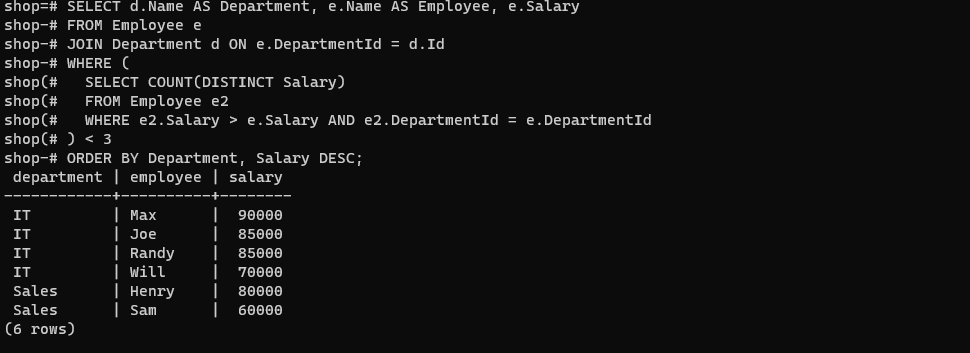 shop=# SELECT d.Name AS Department, e.Name AS Employee, e.Salary
shop-# FROM Employee e
shop-# JOIN Department d ON e.DepartmentId = d.Id
shop-# WHERE (
shop(#   SELECT COUNT(DISTINCT Salary)
shop(#   FROM Employee e2
shop(#   WHERE e2.Salary > e.Salary AND e2.DepartmentId = e.DepartmentId
shop(# ) < 3
shop-# ORDER BY Department, Salary DESC;
 department | employee | salary
------------+----------+--------
 IT         | Max      |  90000
 IT         | Joe      |  85000
 IT         | Randy    |  85000
 IT         | Will     |  70000
 Sales      | Henry    |  80000
 Sales      | Sam      |  60000
(6 rows)